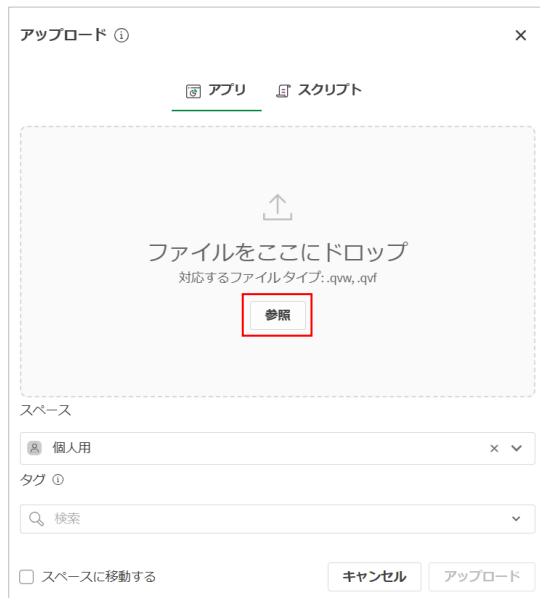 アップロード
アプリ スクリプト
ファイルをここにドロップ
対応するファイル タイプ: .qvw, .qvf
参照
スペース
個人用
タグ
検索
スペースに移動する キャンセル アップロード